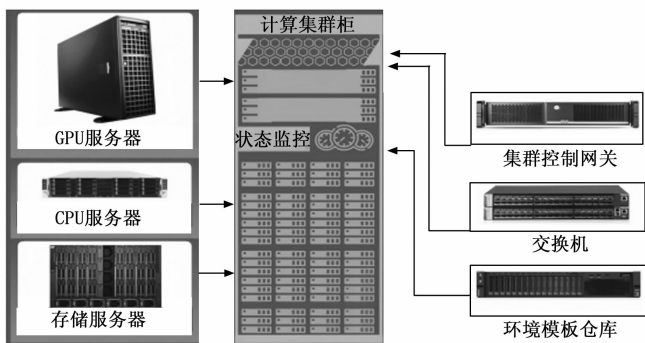 计算集群柜
GPU服务器
状态监控
CPU服务器
存储服务器
集群控制网关
交换机
环境模板仓库